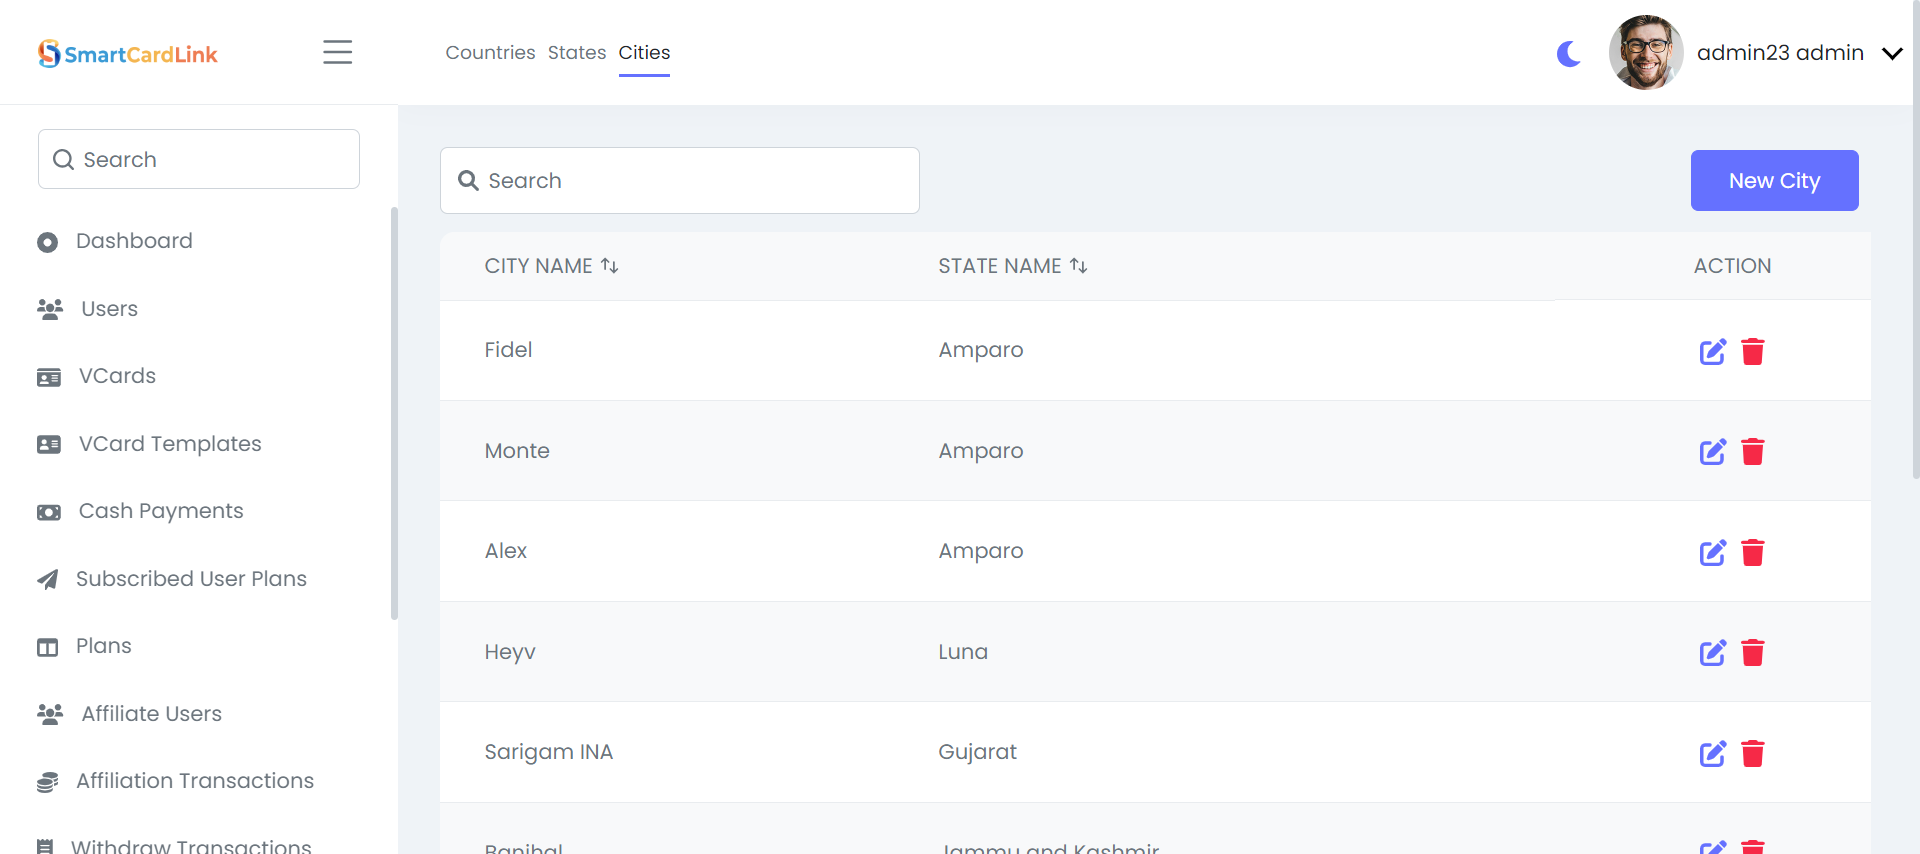 SmartCardLink
Countries States Cities
admin23 admin
Search
Dashboard
Users
VCards
VCard Templates
Cash Payments
Subscribed User Plans
Plans
Affiliate Users
Affiliation Transactions
Withdraw Transactions
Search
New City
CITY NAME STATE NAME ACTION
Fidel Amparo
Monte Amparo
Alex Amparo
Heyv Luna
Sarigam INA Gujarat
Banihal Jammu and Kashmir